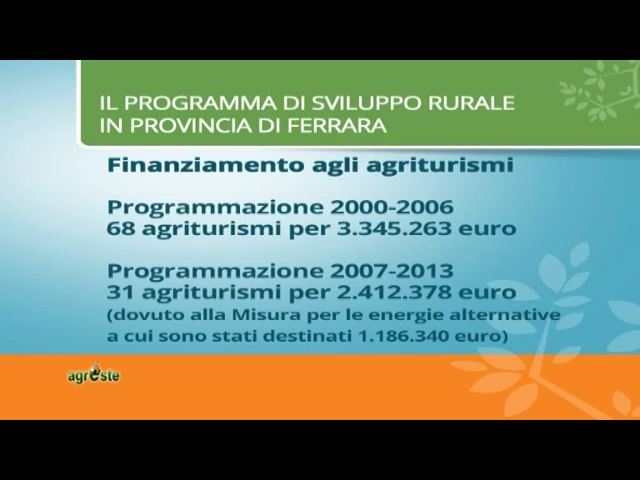 IL PROGRAMMA DI SVILUPPO RURALE
IN PROVINCIA DI FERRARA
Finanziamento agli agriturismi
Programmazione 2000-2006
68 agriturismi per 3.345.263 euro
Programmazione 2007-2013
31 agriturismi per 2.412.378 euro
(dovuto alla Misura per le energie alternative
a cui sono stati destinati 1.186.340 euro)
agreste